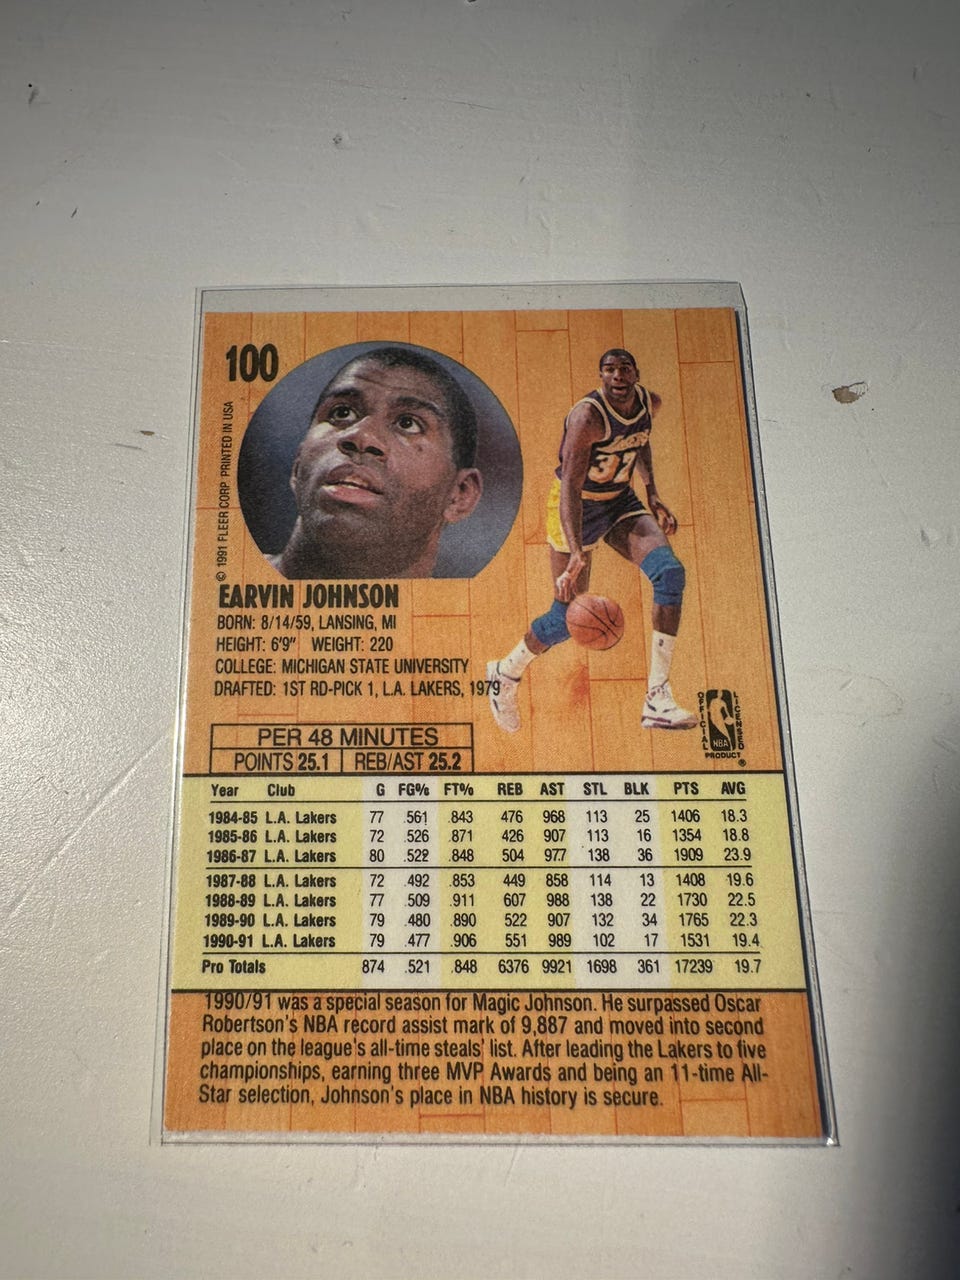 100
© 1991 FLEER CORP. PRINTED IN USA
LAKERS
32
EARVIN JOHNSON
BORN: 8/14/59, LANSING, MI
HEIGHT: 6'9" WEIGHT: 220
COLLEGE: MICHIGAN STATE UNIVERSITY
DRAFTED: 1ST RD-PICK 1, L.A. LAKERS, 1979
OFFICIAL LICENSED
NBA
PRODUCT
®
PER 48 MINUTES
POINTS 25.1 REB/AST 25.2
Year Club G FG% FT% REB AST STL BLK PTS AVG
1984-85 L.A. Lakers 77 .561 .843 476 968 113 25 1406 18.3
1985-86 L.A. Lakers 72 .526 .871 426 907 113 16 1354 18.8
1986-87 L.A. Lakers 80 .522 .848 504 977 138 36 1909 23.9
1987-88 L.A. Lakers 72 .492 .853 449 858 114 13 1408 19.6
1988-89 L.A. Lakers 77 .509 .911 607 988 138 22 1730 22.5
1989-90 L.A. Lakers 79 .480 .890 522 907 132 34 1765 22.3
1990-91 L.A. Lakers 79 .477 .906 551 989 102 17 1531 19.4
Pro Totals 874 .521 .848 6376 9921 1698 361 17239 19.7
1990/91 was a special season for Magic Johnson. He surpassed Oscar
Robertson's NBA record assist mark of 9,887 and moved into second
place on the league's all-time steals' list. After leading the Lakers to five
championships, earning three MVP Awards and being an 11-time All-
Star selection, Johnson's place in NBA history is secure.